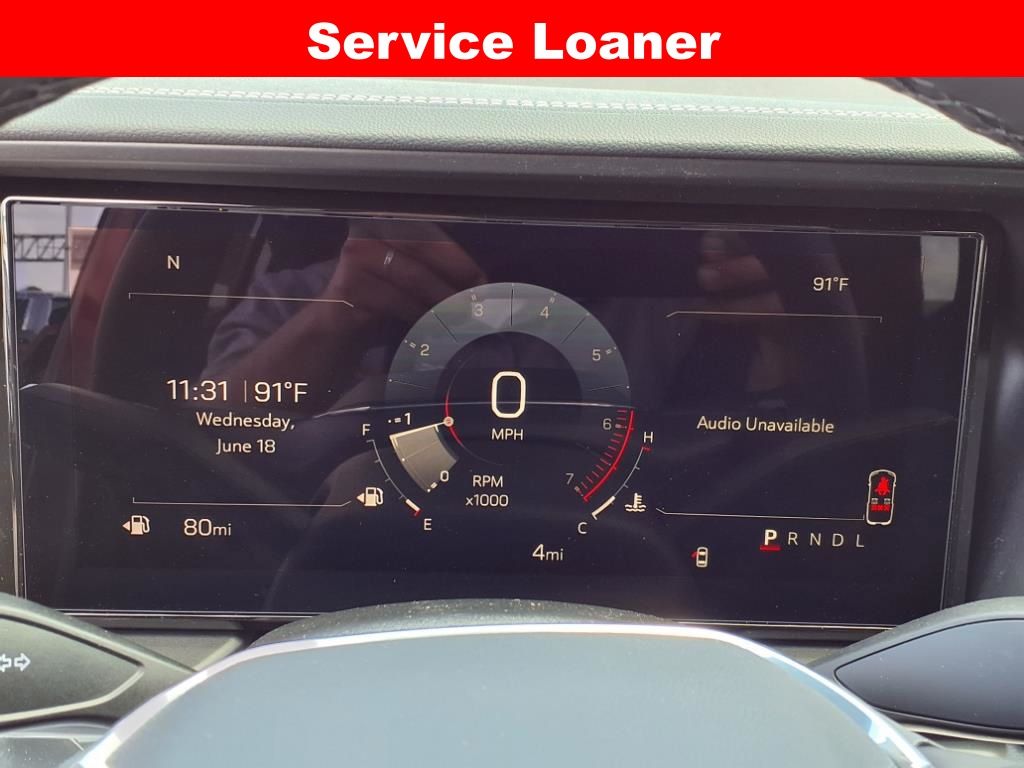 Service Loaner
N
91°F
3
4
2
5
11:31 | 91°F
0
Wednesday,
June 18
MPH
Audio Unavailable
F
1
6
H
0
7
RPM
x1000
E
C
80mi
4mi
P R N D L